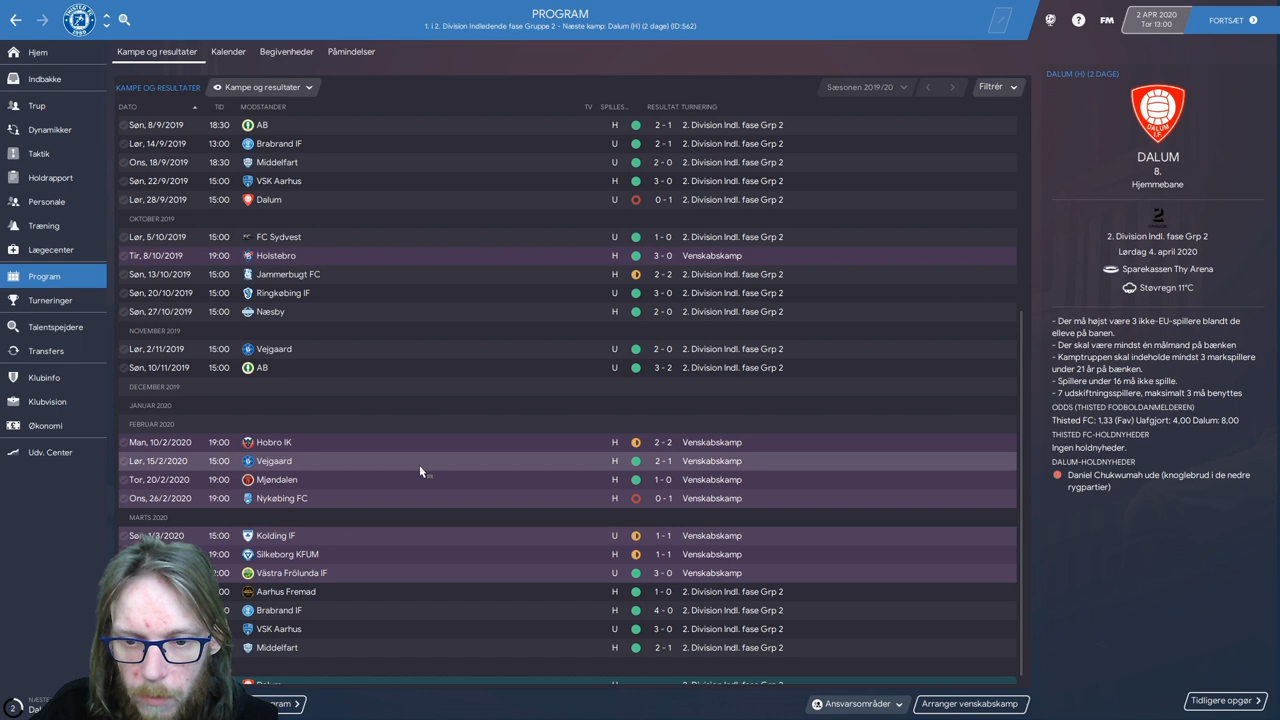 PROGRAM
1. i 2. Division Indledende fase Gruppe 2 - Næste kamp: Dalum (H) (2 dage) (ID:562)
THISTED FC
FM
2 APR 2020
Tor 13:00
FORTSÆT
Hjem
Indbakke
Trup
Dynamikker
Taktik
Holdrapport
Personale
Træning
Lægecenter
Program
Turneringer
Talentspejdere
Transfers
Klubinfo
Klubvision
Økonomi
Udv. Center
Kampe og resultater Kalender Begivenheder Påmindelser
KAMPE OG RESULTATER Kampe og resultater Sæsonen 2019/20 Filtrér
DATO TID MODSTANDER TV SPILLES... RESULTAT TURNERING
Søn, 8/9/2019 18:30 AB H 2 - 1 2. Division Indl. fase Grp 2
Lør, 14/9/2019 13:00 Brabrand IF U 2 - 1 2. Division Indl. fase Grp 2
Ons, 18/9/2019 18:30 Middelfart U 2 - 0 2. Division Indl. fase Grp 2
Søn, 22/9/2019 15:00 VSK Aarhus H 3 - 0 2. Division Indl. fase Grp 2
Lør, 28/9/2019 15:00 Dalum U 0 - 1 2. Division Indl. fase Grp 2
OKTOBER 2019
Lør, 5/10/2019 15:00 FC Sydvest U 1 - 0 2. Division Indl. fase Grp 2
Tir, 8/10/2019 19:00 Holstebro H 3 - 0 Venskabskamp
Søn, 13/10/2019 15:00 Jammerbugt FC H 2 - 2 2. Division Indl. fase Grp 2
Søn, 20/10/2019 15:00 Ringkøbing IF U 3 - 0 2. Division Indl. fase Grp 2
Søn, 27/10/2019 15:00 Næsby H 2 - 0 2. Division Indl. fase Grp 2
NOVEMBER 2019
Lør, 2/11/2019 15:00 Vejgaard U 2 - 0 2. Division Indl. fase Grp 2
Søn, 10/11/2019 15:00 AB U 3 - 2 2. Division Indl. fase Grp 2
DECEMBER 2019
JANUAR 2020
FEBRUAR 2020
Man, 10/2/2020 19:00 Hobro IK H 2 - 2 Venskabskamp
Lør, 15/2/2020 15:00 Vejgaard H 2 - 1 Venskabskamp
Tor, 20/2/2020 19:00 Mjøndalen H 1 - 0 Venskabskamp
Ons, 26/2/2020 19:00 Nykøbing FC H 0 - 1 Venskabskamp
MARTS 2020
Søn, 1/3/2020 15:00 Kolding IF U 1 - 1 Venskabskamp
19:00 Silkeborg KFUM H 1 - 1 Venskabskamp
Västra Frölunda IF U 3 - 0 Venskabskamp
Aarhus Fremad H 1 - 0 2. Division Indl. fase Grp 2
Brabrand IF H 4 - 0 2. Division Indl. fase Grp 2
VSK Aarhus U 3 - 0 2. Division Indl. fase Grp 2
Middelfart H 2 - 1 2. Division Indl. fase Grp 2
Ansvarsområder Arranger venskabskamp
DALUM (H) (2 DAGE)
DALUM I.F.
DALUM
8.
Hjemmebane
2
2. Division Indl. fase Grp 2
Lørdag 4. april 2020
Sparekassen Thy Arena
Støvregn 11°C
- Der må højst være 3 ikke-EU-spillere blandt de
elleve på banen.
- Der skal være mindst én målmand på bænken
- Kamptruppen skal indeholde mindst 3 markspillere
under 21 år på bænken.
- Spillere under 16 må ikke spille.
- 7 udskiftningsspillere, maksimalt 3 må benyttes
ODDS (THISTED FODBOLDANMELDEREN)
Thisted FC: 1,33 (Fav) Uafgjort: 4,00 Dalum: 8,00
THISTED FC-HOLDNYHEDER
Ingen holdnyheder.
DALUM-HOLDNYHEDER
Daniel Chukwumah ude (knoglebrud i de nedre
rygpartier)
Tidligere opgør